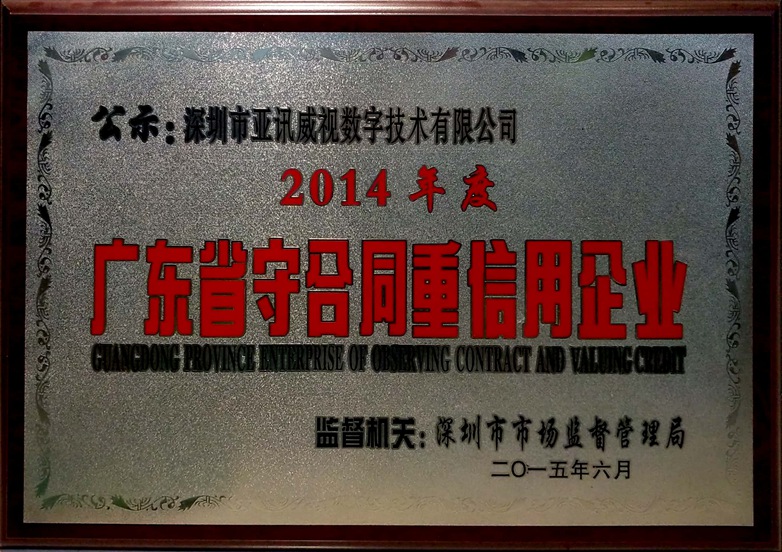 公示：深圳市亚讯威视数字技术有限公司
2014年度
广东省守合同重信用企业
GUANGDONG PROVINCE ENTERPRISE OF OBSERVING CONTRACT AND VALUING CREDIT
监督机关：深圳市市场监督管理局
二〇一五年六月